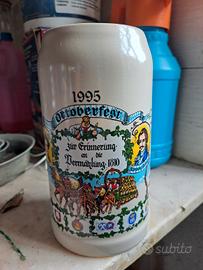 1995
Oktoberfest
zur Erinnerung
an die
Vermählung 1810
subito